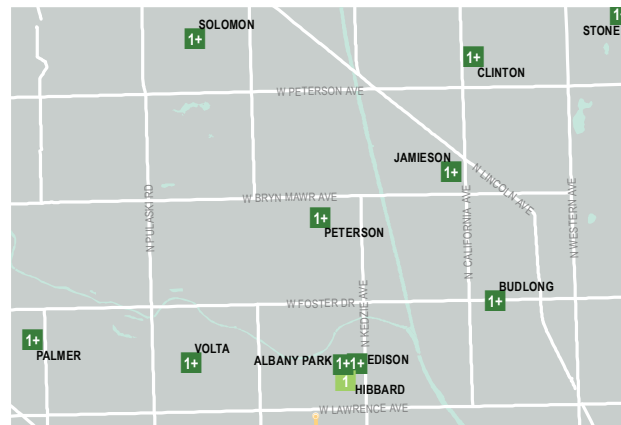 SOLOMON
1+
1+
STONE
1+
CLINTON
W PETERSON AVE
JAMIESON
1+
N LINCOLN AVE
W BRYN MAWR AVE
N PULASKI RD
1+
PETERSON
N CALIFORNIA AVE
N WESTERN AVE
BUDLONG
1+
W FOSTER DR
N KEDZIE AVE
1+
PALMER
VOLTA
1+
ALBANY PARK
1+
1+
EDISON
1
HIBBARD
W LAWRENCE AVE